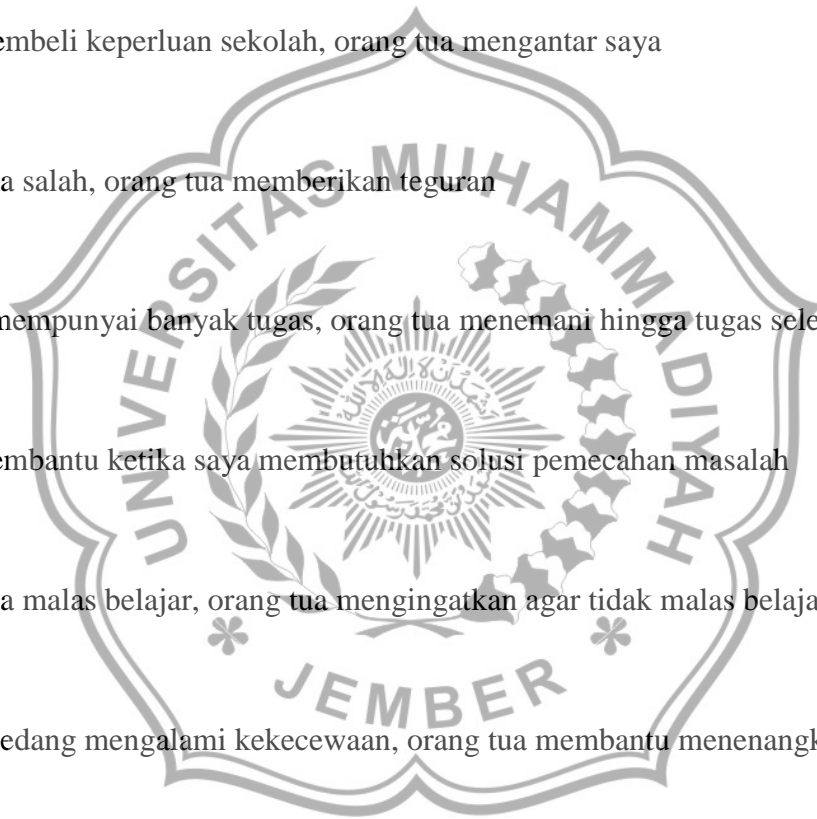 embeli keperluan sekolah, orang tua mengantar saya
a salah, orang tua memberikan teguran
mempunyai banyak tugas, orang tua menemani hingga tugas sele
embantu ketika saya membutuhkan solusi pemecahan masalah
a malas belajar, orang tua mengingatkan agar tidak malas belaja
edang mengalami kekecewaan, orang tua membantu menenangk
UNIVERSITAS MUHAMMADIYAH
JEMBER